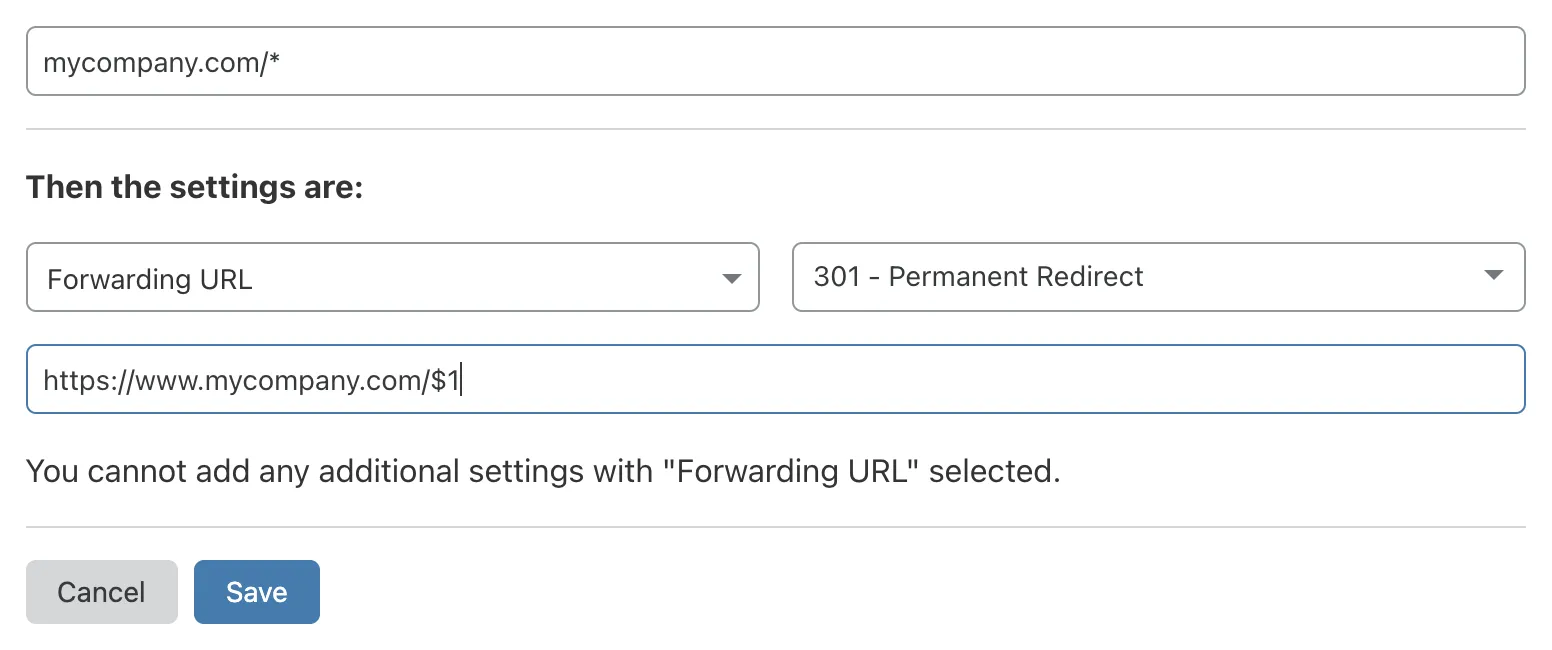 mycompany.com/*
Then the settings are:
Forwarding URL
301 - Permanent Redirect
https://www.mycompany.com/$1
You cannot add any additional settings with "Forwarding URL" selected.
Cancel
Save